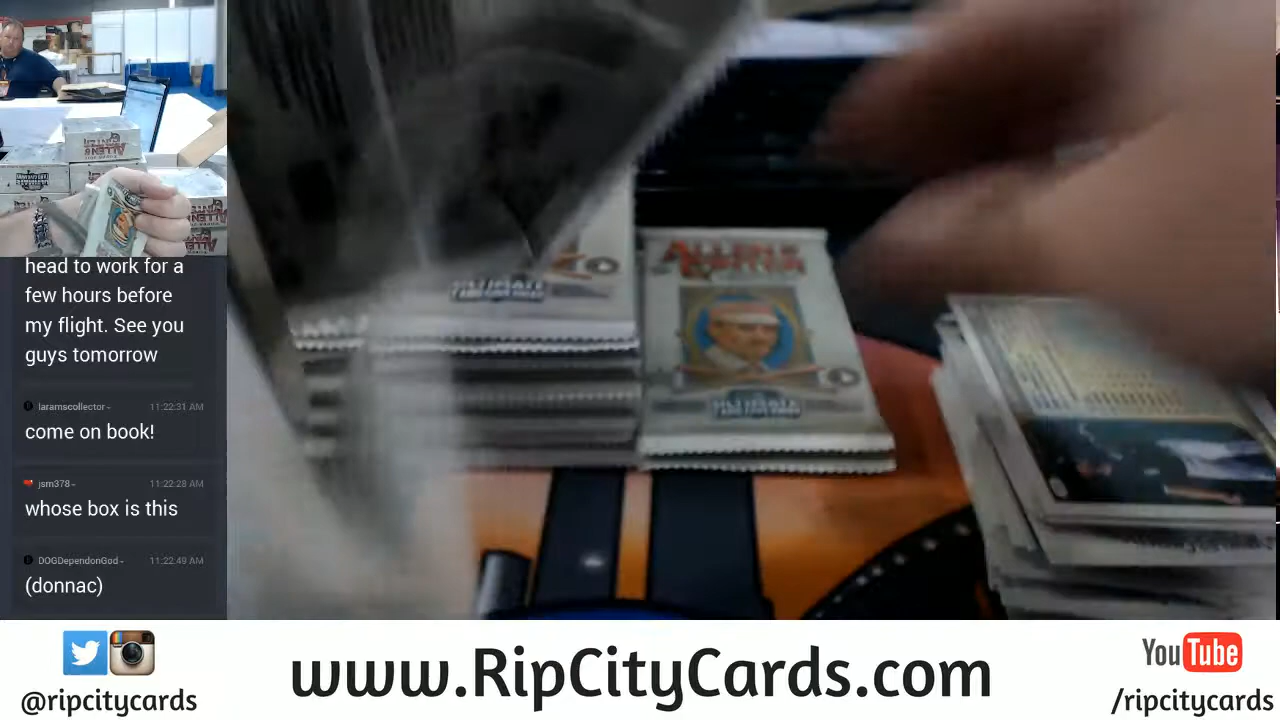 head to work for a
few hours before
my flight. See you
guys tomorrow
laramscollector~ 11:22:31 AM
come on book!
jsm378~ 11:22:28 AM
whose box is this
DOGDependonGod~ 11:22:49 AM
(donnac)
ALLEN &
GINTER
@ripcitycards
www.RipCityCards.com
YouTube
/ripcitycards